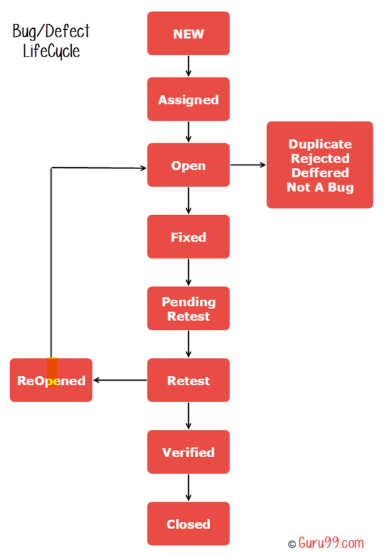 Bug/Defect
LifeCycle
NEW
Assigned
Open
Duplicate
Rejected
Deffered
Not A Bug
Fixed
Pending
Retest
ReOpened
Retest
Verified
Closed
© Guru99.com